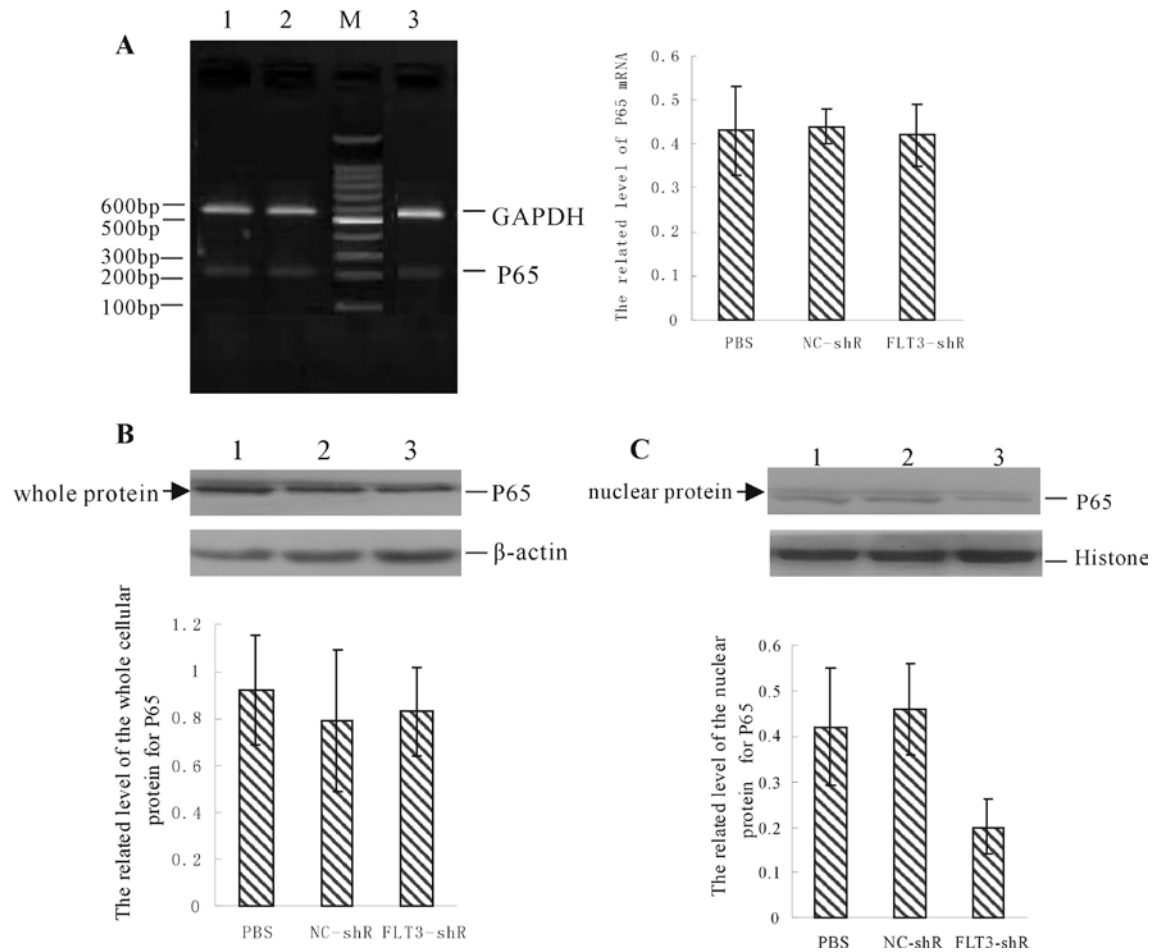 A
1 2 M 3
600bp
500bp
300bp
200bp
100bp
GAPDH
P65
The related level of P65 mRNA
0.6
0.5
0.4
0.3
0.2
0.1
0
PBS NC-shR FLT3-shR
B
1 2 3
whole protein
P65
β-actin
The related level of the whole cellular
protein for P65
1.2
1
0.8
0.6
0.4
0.2
0
PBS NC-shR FLT3-shR
C
1 2 3
nuclear protein
P65
Histone
The related level of the nuclear
protein for P65
0.6
0.5
0.4
0.3
0.2
0.1
0
PBS NC-shR FLT3-shR